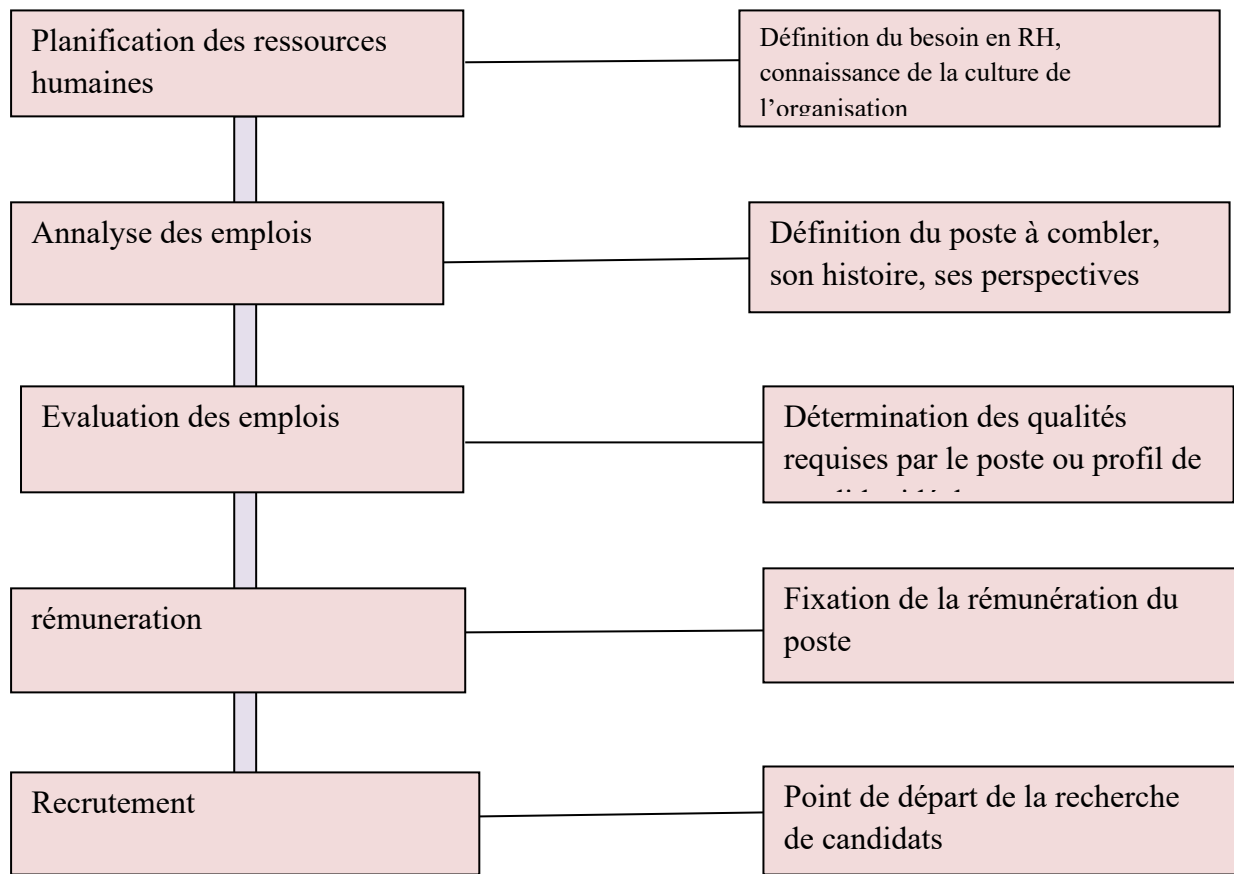 Planification des ressources
humaines
Définition du besoin en RH,
connaissance de la culture de
l’organisation
Annalyse des emplois
Définition du poste à combler,
son histoire, ses perspectives
Evaluation des emplois
Détermination des qualités
requises par le poste ou profil de
rémuneration
Fixation de la rémunération du
poste
Recrutement
Point de départ de la recherche
de candidats